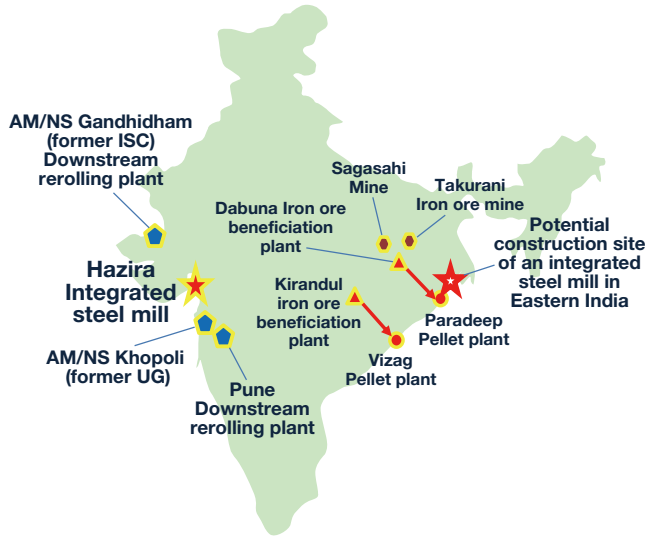 AM/NS Gandhidham
(former ISC)
Downstream
rerolling plant
Sagasahi
Mine
Takurani
Iron ore mine
Dabuna Iron ore
beneficiation
plant
Potential
construction site
of an integrated
steel mill in
Eastern India
Hazira
Integrated
steel mill
Kirandul
iron ore
beneficiation
plant
Paradeep
Pellet plant
AM/NS Khopoli
(former UG)
Vizag
Pellet plant
Pune
Downstream
rerolling plant